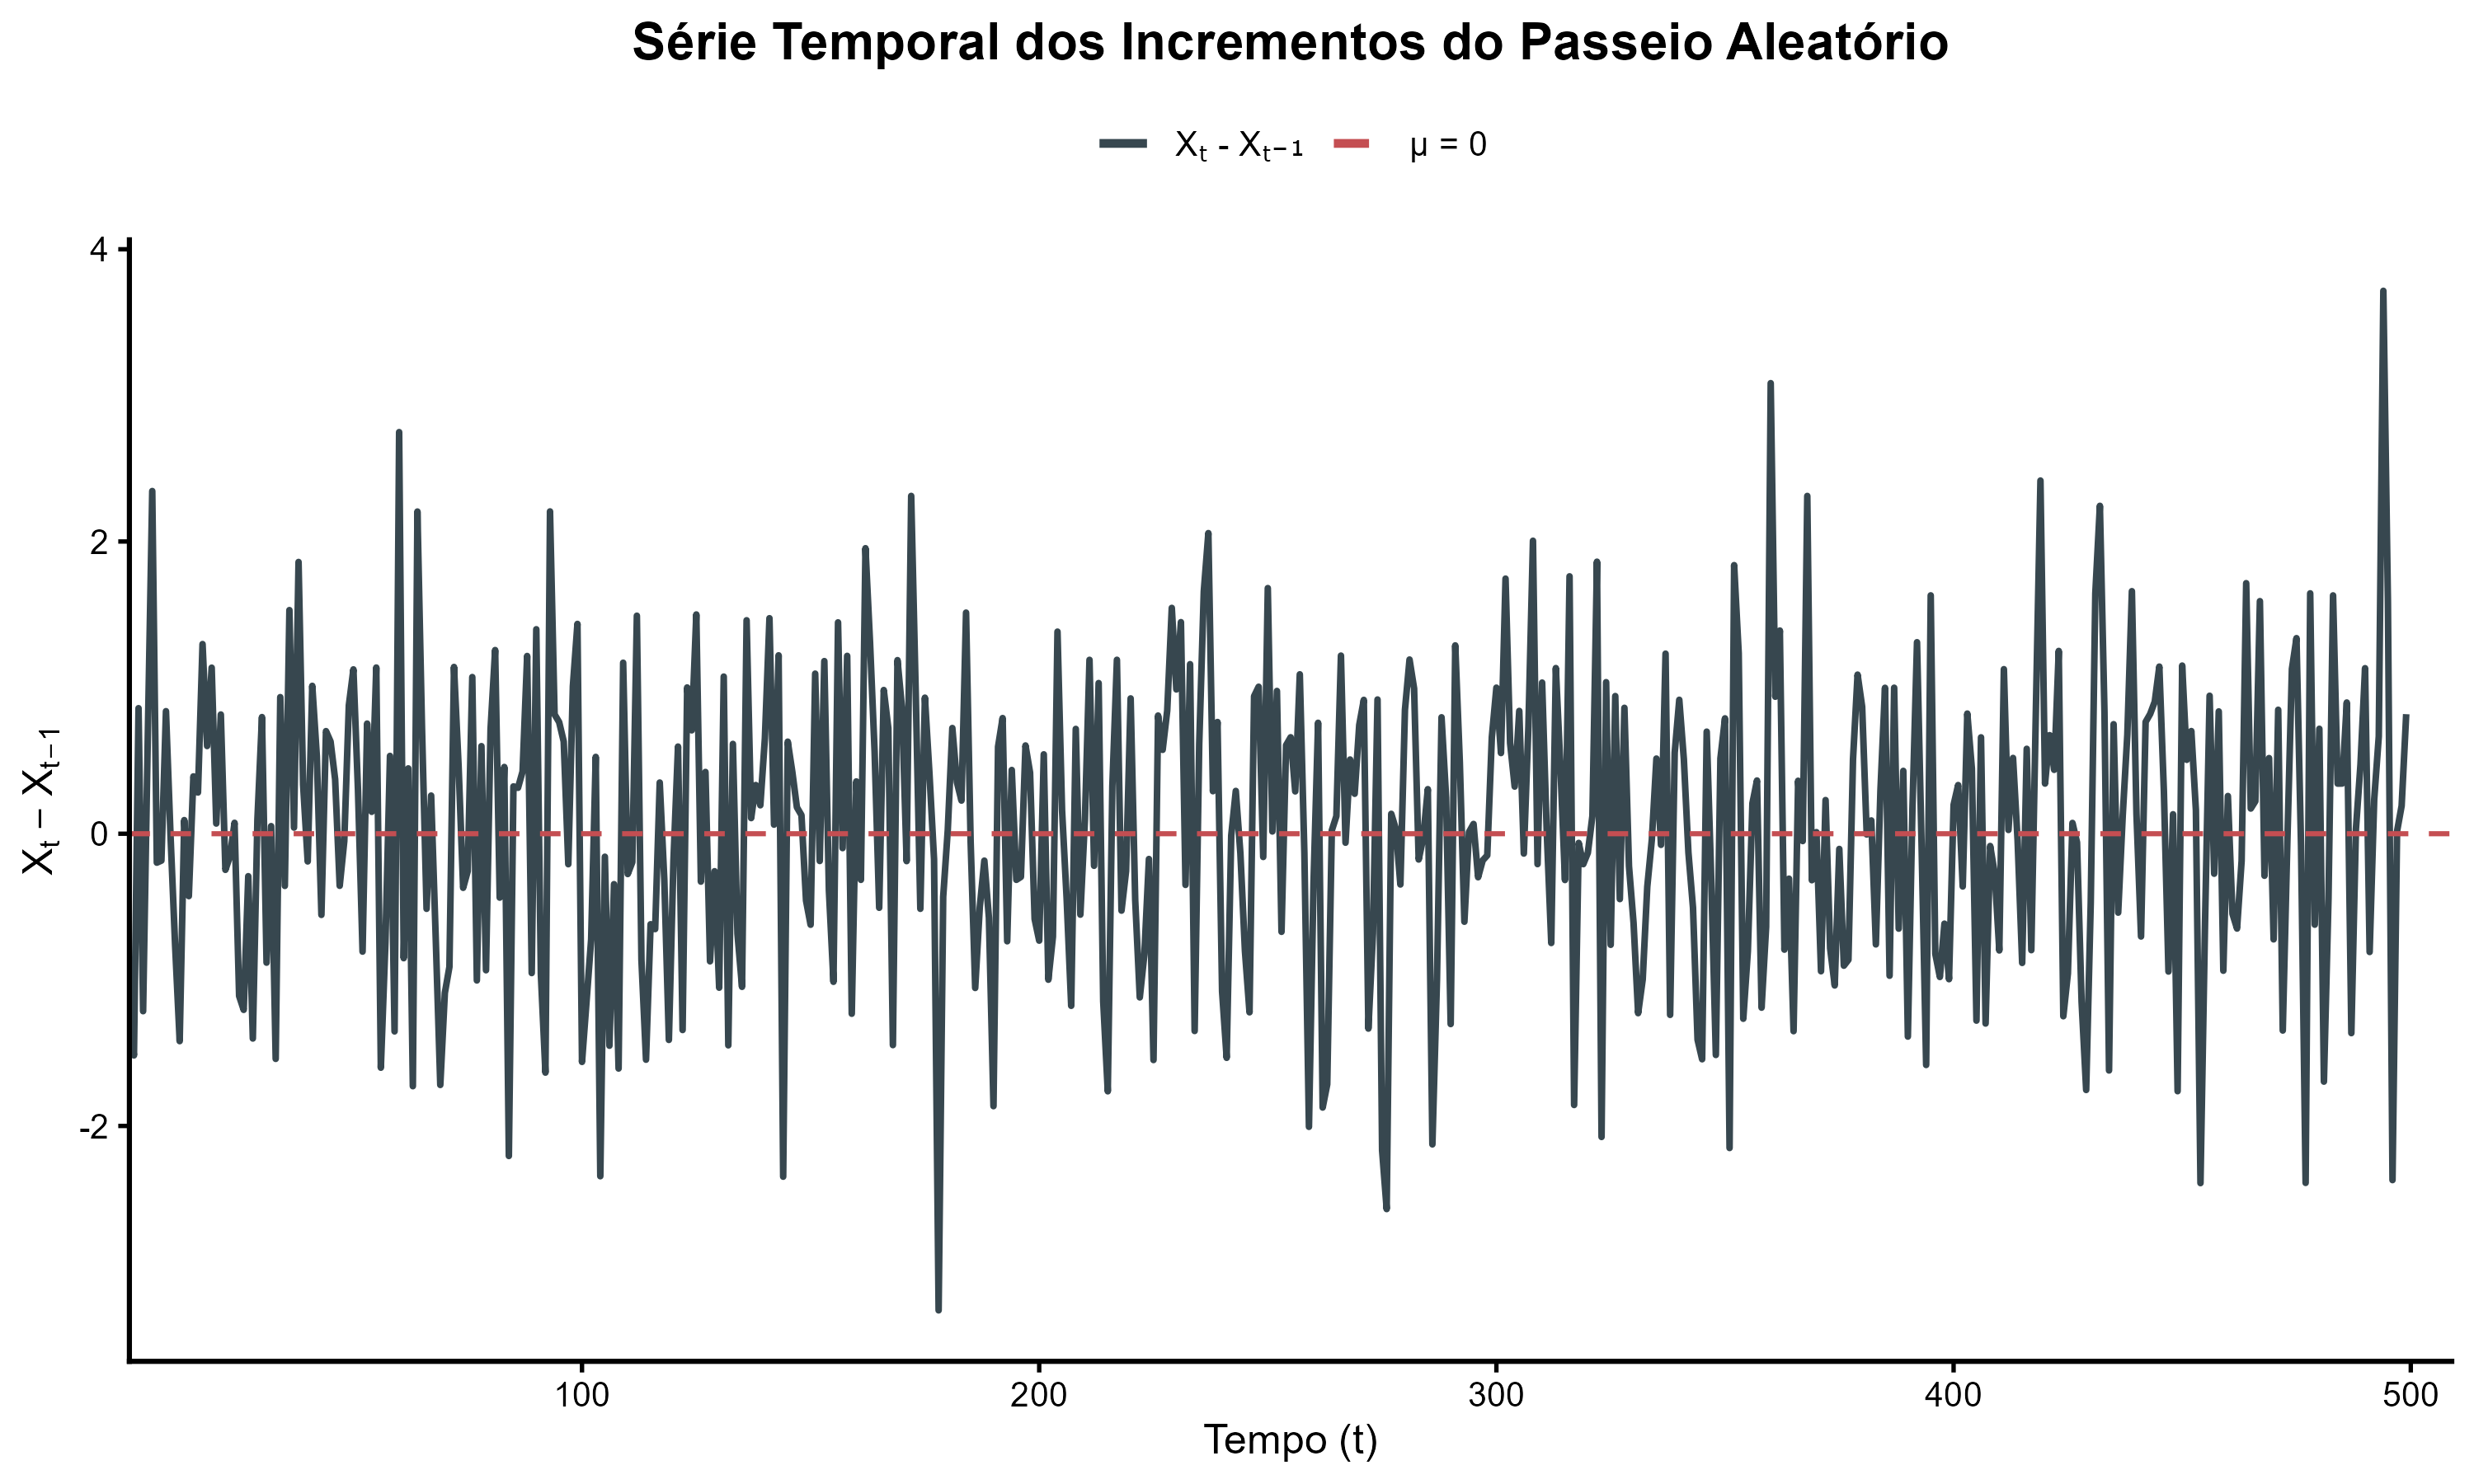 Série Temporal dos Incrementos do Passeio Aleatório
Xₜ - Xₜ₋₁ μ = 0
4
2
0
-2
Xₜ − Xₜ₋₁
100 200 300 400 500
Tempo (t)